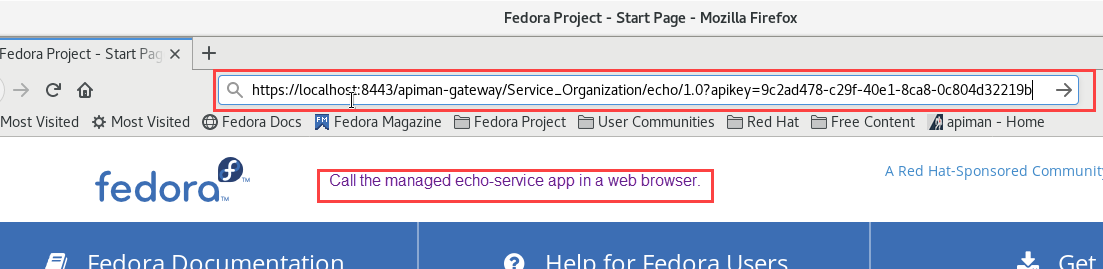 Fedora Project - Start Page - Mozilla Firefox
Fedora Project - Start Pag
https://localhost:8443/apiman-gateway/Service_Organization/echo/1.0?apikey=9c2ad478-c29f-40e1-8ca8-0c804d32219b
Most Visited Most Visited Fedora Docs FM Fedora Magazine Fedora Project User Communities Red Hat Free Content apiman - Home
fedora™ Call the managed echo-service app in a web browser. A Red Hat-Sponsored Communit
Fedora Documentation Help for Fedora Users Get